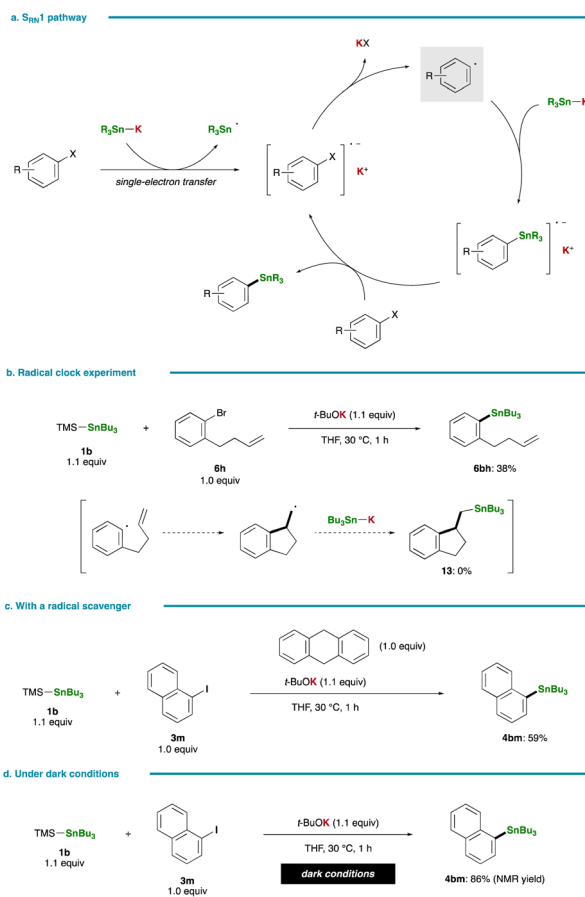 a. SRN1 pathway
KX
R
R3Sn–K
R3Sn •
R3Sn–K
X
R
single-electron transfer
X
R
• –
K+
SnR3
R
• –
K+
SnR3
R
X
R
b. Radical clock experiment
TMS–SnBu3
1b
1.1 equiv
+
Br
6h
1.0 equiv
t-BuOK (1.1 equiv)
THF, 30 °C, 1 h
SnBu3
6bh: 38%
Bu3Sn–K
SnBu3
13: 0%
c. With a radical scavenger
(1.0 equiv)
TMS–SnBu3
1b
1.1 equiv
+
I
3m
1.0 equiv
t-BuOK (1.1 equiv)
THF, 30 °C, 1 h
SnBu3
4bm: 59%
d. Under dark conditions
TMS–SnBu3
1b
1.1 equiv
+
I
3m
1.0 equiv
t-BuOK (1.1 equiv)
THF, 30 °C, 1 h
dark conditions
SnBu3
4bm: 86% (NMR yield)